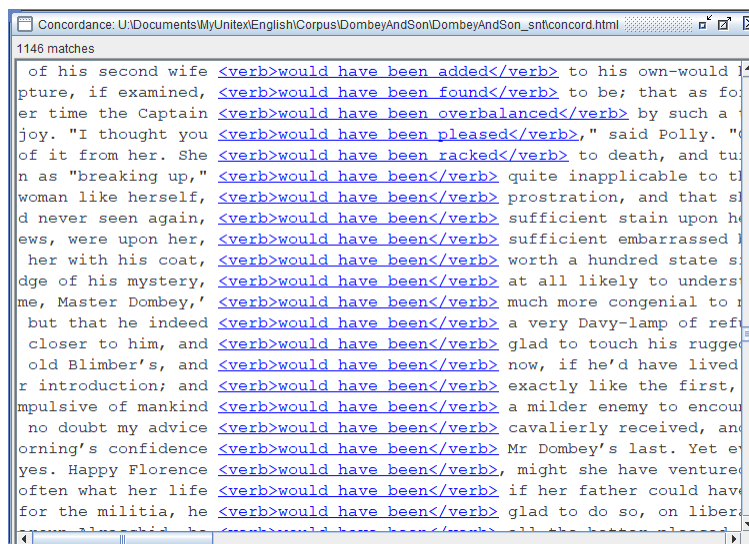 Concordance: U:\Documents\MyUnitex\English\Corpus\DombeyAndSon\DombeyAndSon_snt\concord.html
1146 matches
of his second wife <verb>would have been added</verb> to his own-would
pture, if examined, <verb>would have been found</verb> to be; that as fo
er time the Captain <verb>would have been overbalanced</verb> by such a
joy. "I thought you <verb>would have been pleased</verb>," said Polly. "
of it from her. She <verb>would have been racked</verb> to death, and tu
n as "breaking up," <verb>would have been</verb> quite inapplicable to t
woman like herself, <verb>would have been</verb> prostration, and that s
d never seen again, <verb>would have been</verb> sufficient stain upon h
ews, were upon her, <verb>would have been</verb> sufficient embarrassed
her with his coat, <verb>would have been</verb> worth a hundred state s
dge of his mystery, <verb>would have been</verb> at all likely to unders
me, Master Dombey,' <verb>would have been</verb> much more congenial to
but that he indeed <verb>would have been</verb> a very Davy-lamp of ref
closer to him, and <verb>would have been</verb> glad to touch his rugge
old Blimber's, and <verb>would have been</verb> now, if he'd have lived
r introduction; and <verb>would have been</verb> exactly like the first,
mpulsive of mankind <verb>would have been</verb> a milder enemy to encou
no doubt my advice <verb>would have been</verb> cavalierly received, an
orning's confidence <verb>would have been</verb> Mr Dombey's last. Yet e
yes. Happy Florence <verb>would have been</verb>, might she have venture
often what her life <verb>would have been</verb> if her father could hav
for the militia, he <verb>would have been</verb> glad to do so, on liber
<verb>would have been</verb> all the better pleased